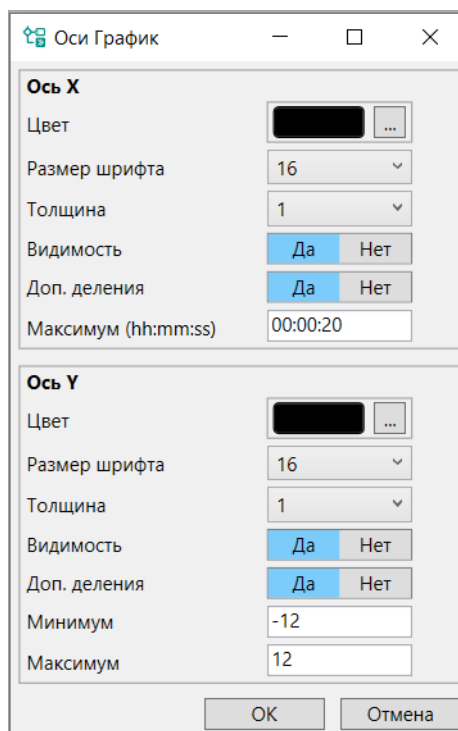 Оси График
Ось X
Цвет ...
Размер шрифта 16
Толщина 1
Видимость Да Нет
Доп. деления Да Нет
Максимум (hh:mm:ss) 00:00:20
Ось Y
Цвет ...
Размер шрифта 16
Толщина 1
Видимость Да Нет
Доп. деления Да Нет
Минимум -12
Максимум 12
OK Отмена